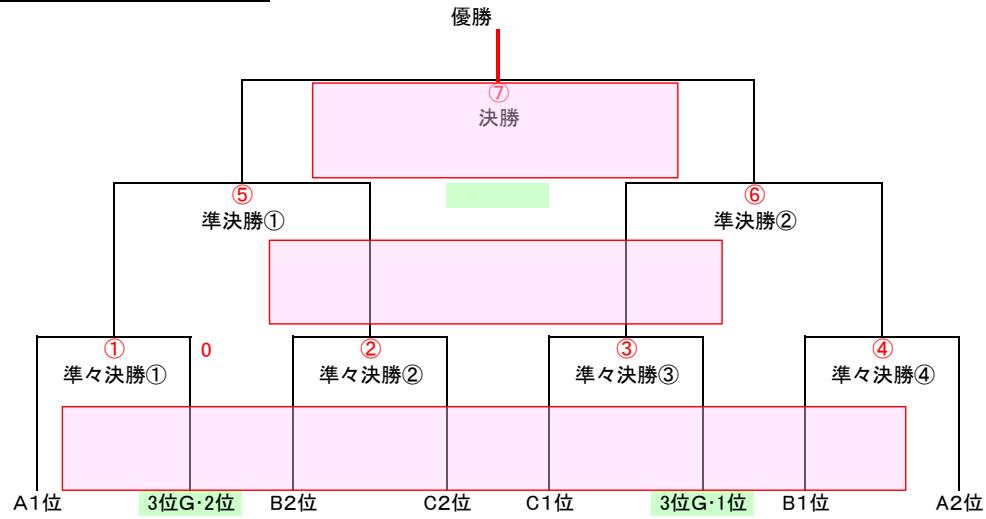 優勝
⑦
決勝
⑤ ⑥
準決勝① 準決勝②
① 0 ② ③ ④
準々決勝① 準々決勝② 準々決勝③ 準々決勝④
A1位 3位G・2位 B2位 C2位 C1位 3位G・1位 B1位 A2位